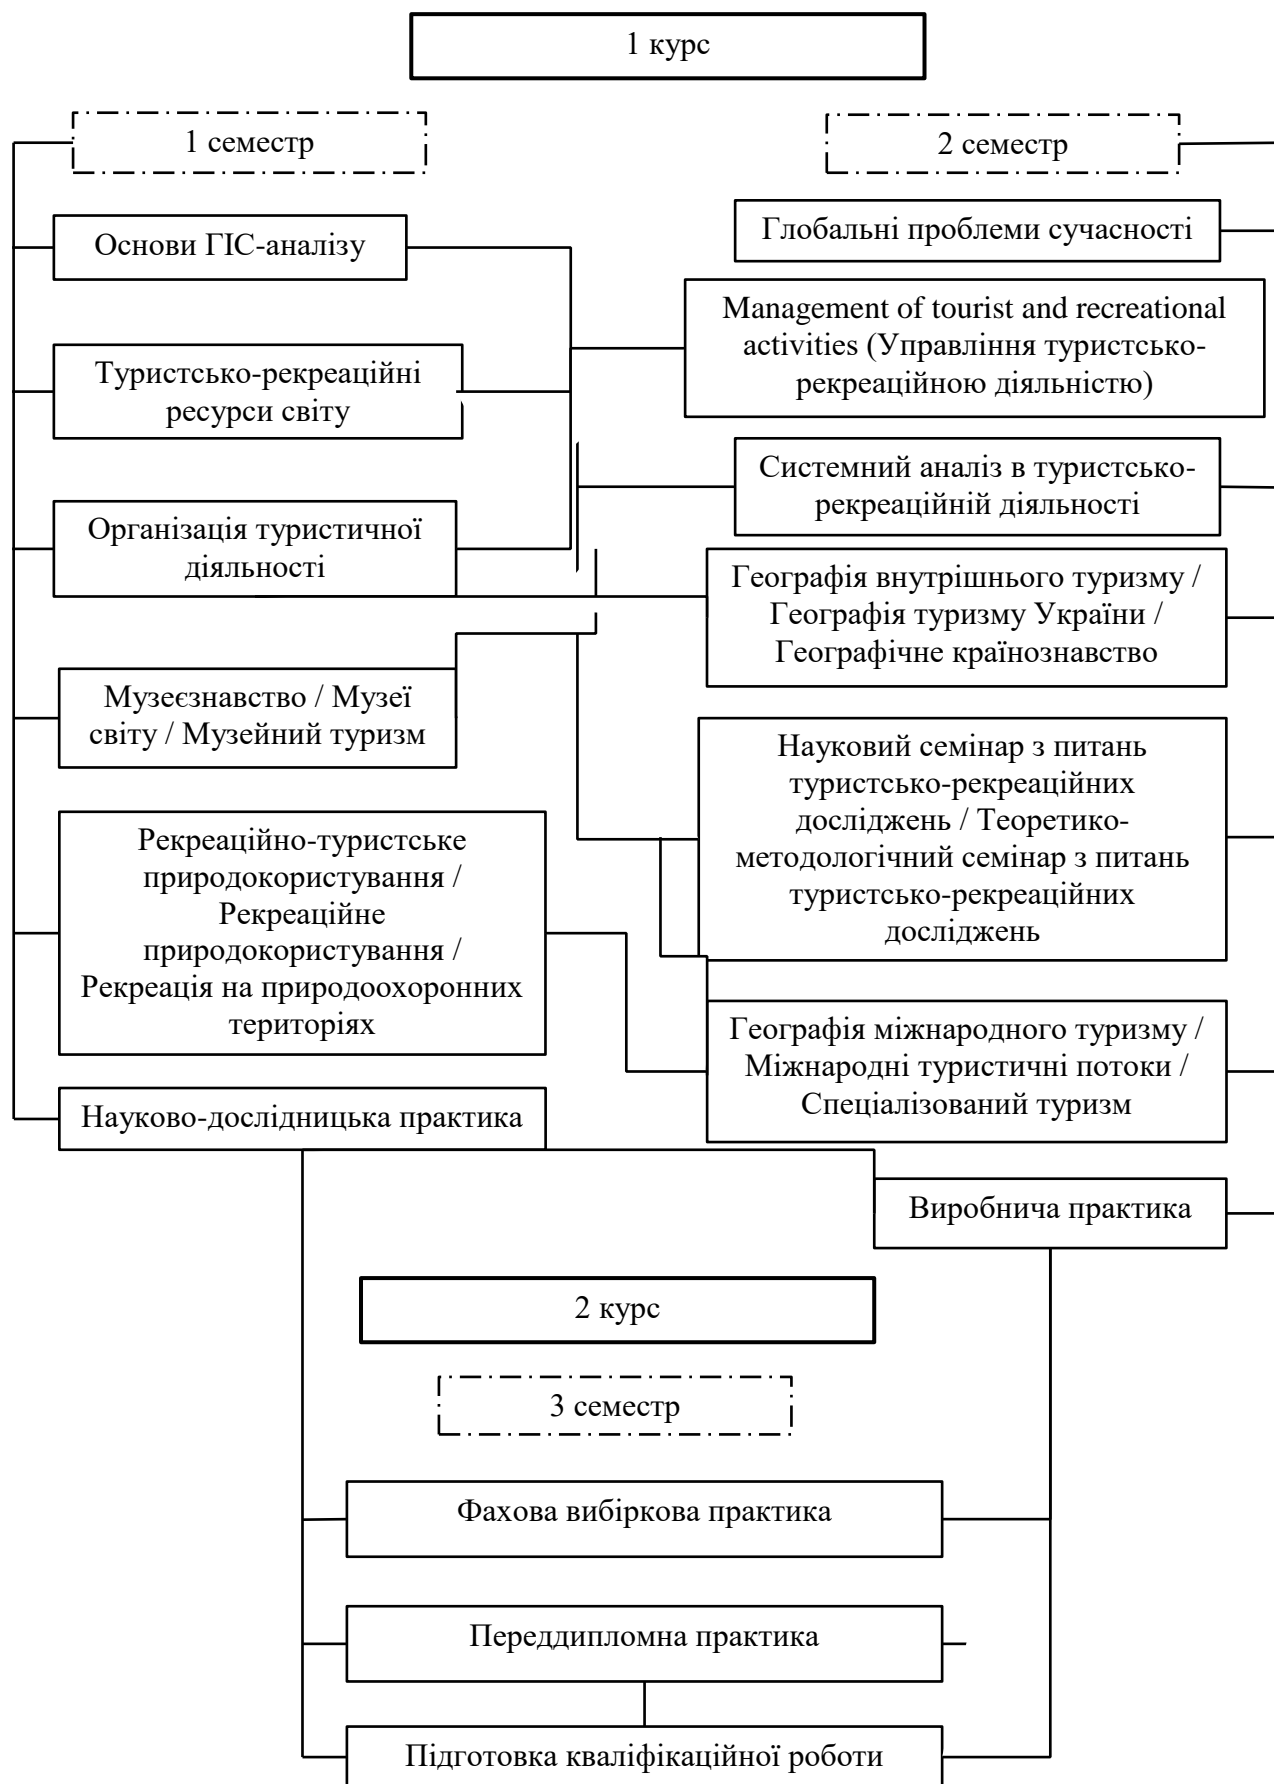 1 курс
1 семестр
2 семестр
Основи ГІС-аналізу
Туристсько-рекреаційні
ресурси світу
Організація туристичної
діяльності
Музеєзнавство / Музеї
світу / Музейний туризм
Рекреаційно-туристське
природокористування /
Рекреаційне
природокористування /
Рекреація на природоохоронних
територіях
Науково-дослідницька практика
Глобальні проблеми сучасності
Management of tourist and recreational
activities (Управління туристсько-
рекреаційною діяльністю)
Системний аналіз в туристсько-
рекреаційній діяльності
Географія внутрішнього туризму /
Географія туризму України /
Географічне країнознавство
Науковий семінар з питань
туристсько-рекреаційних
досліджень / Теоретико-
методологічний семінар з питань
туристсько-рекреаційних
досліджень
Географія міжнародного туризму /
Міжнародні туристичні потоки /
Спеціалізований туризм
Виробнича практика
2 курс
3 семестр
Фахова вибіркова практика
Переддипломна практика
Підготовка кваліфікаційної роботи